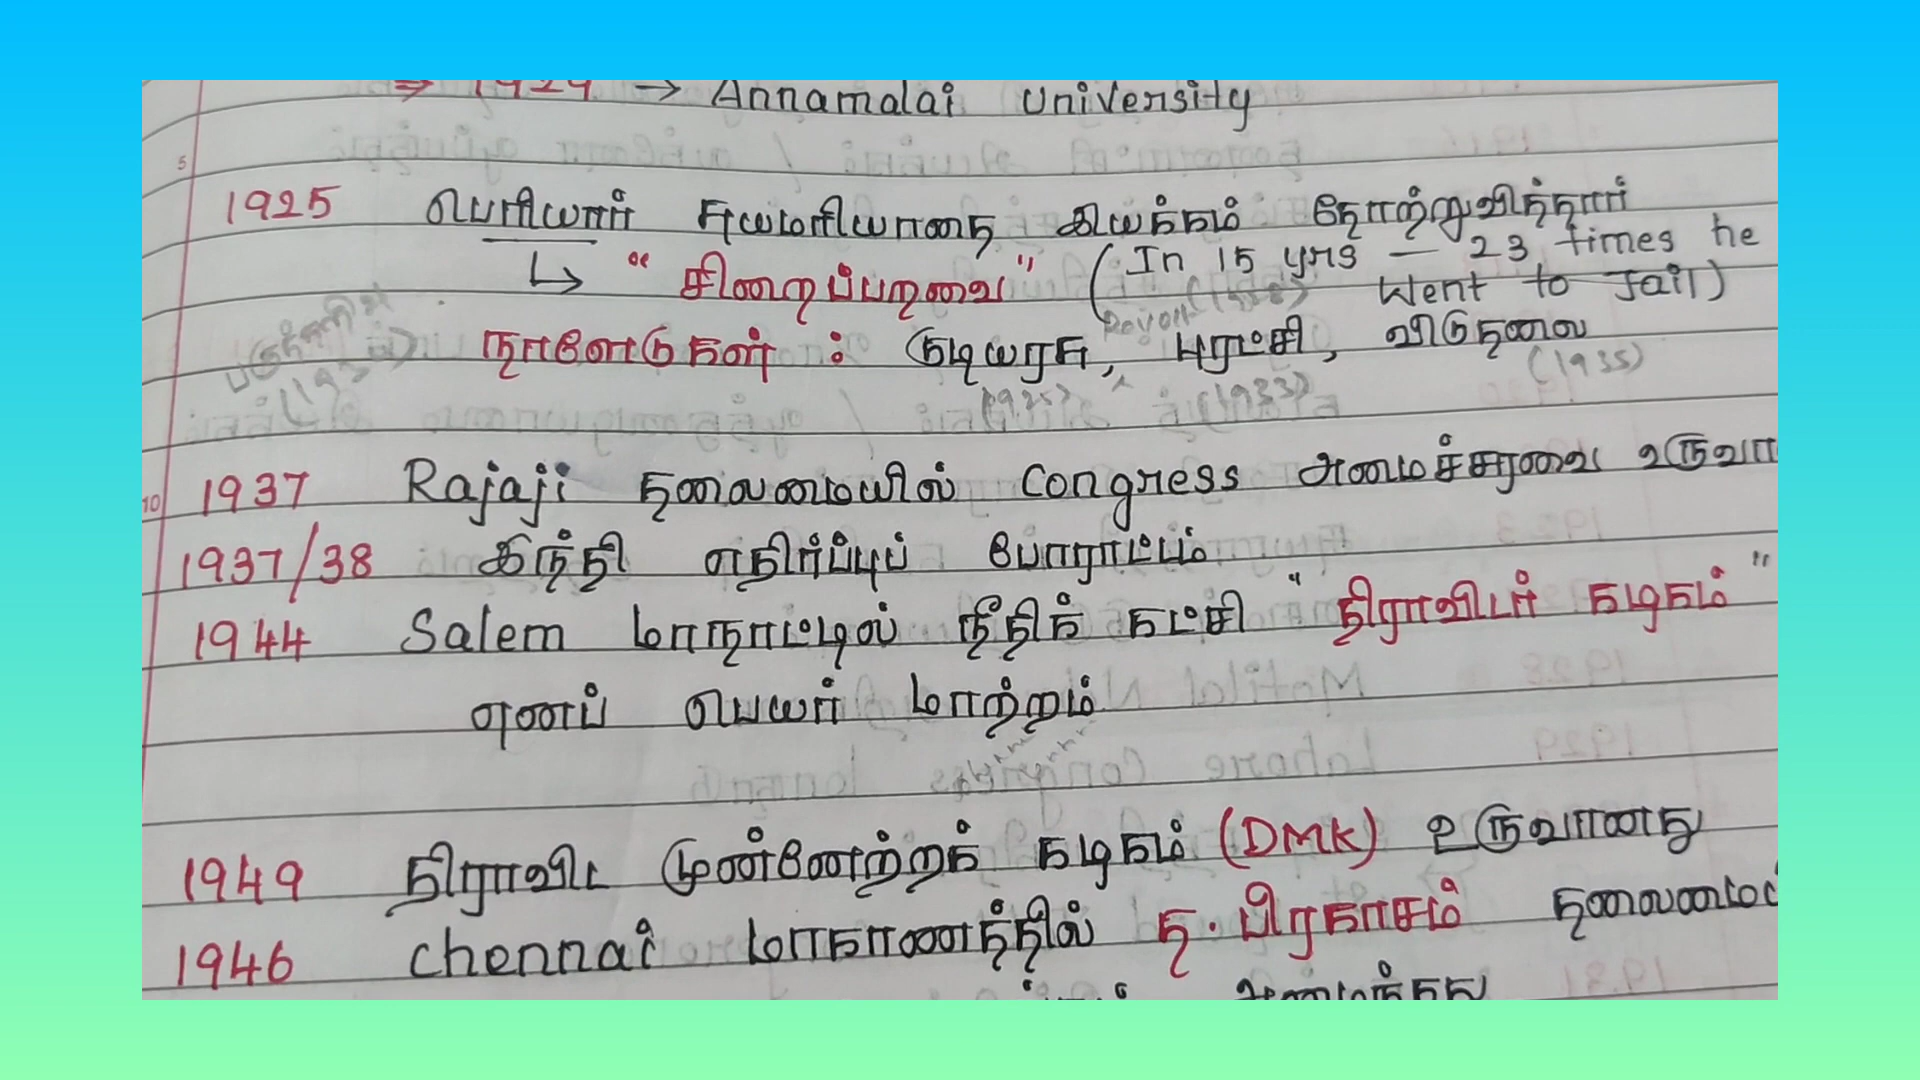 ⇒ 1929 → Annamalai University
1925 பெரியார் சுயமரியாதை இயக்கம் தோற்றுவித்தார்
↳ "சிறைப்பறவை" (In 15 yrs — 23 times he
went to Jail)
நாளேடுகள் : குடியரசு, புரட்சி, விடுதலை
(1925) Revolt (1933) (1935)
1937 Rajaji தலைமையில் Congress அமைச்சரவை உருவா
1937/38 இந்தி எதிர்ப்புப் போராட்டம்
1944 Salem மாநாட்டில் நீதிக் கட்சி "திராவிடர் கழகம்"
எனப் பெயர் மாற்றம்
1949 திராவிட முன்னேற்றக் கழகம் (DMK) உருவானது
1946 chennai மாகாணத்தில் த. பிரகாசம் தலைமை